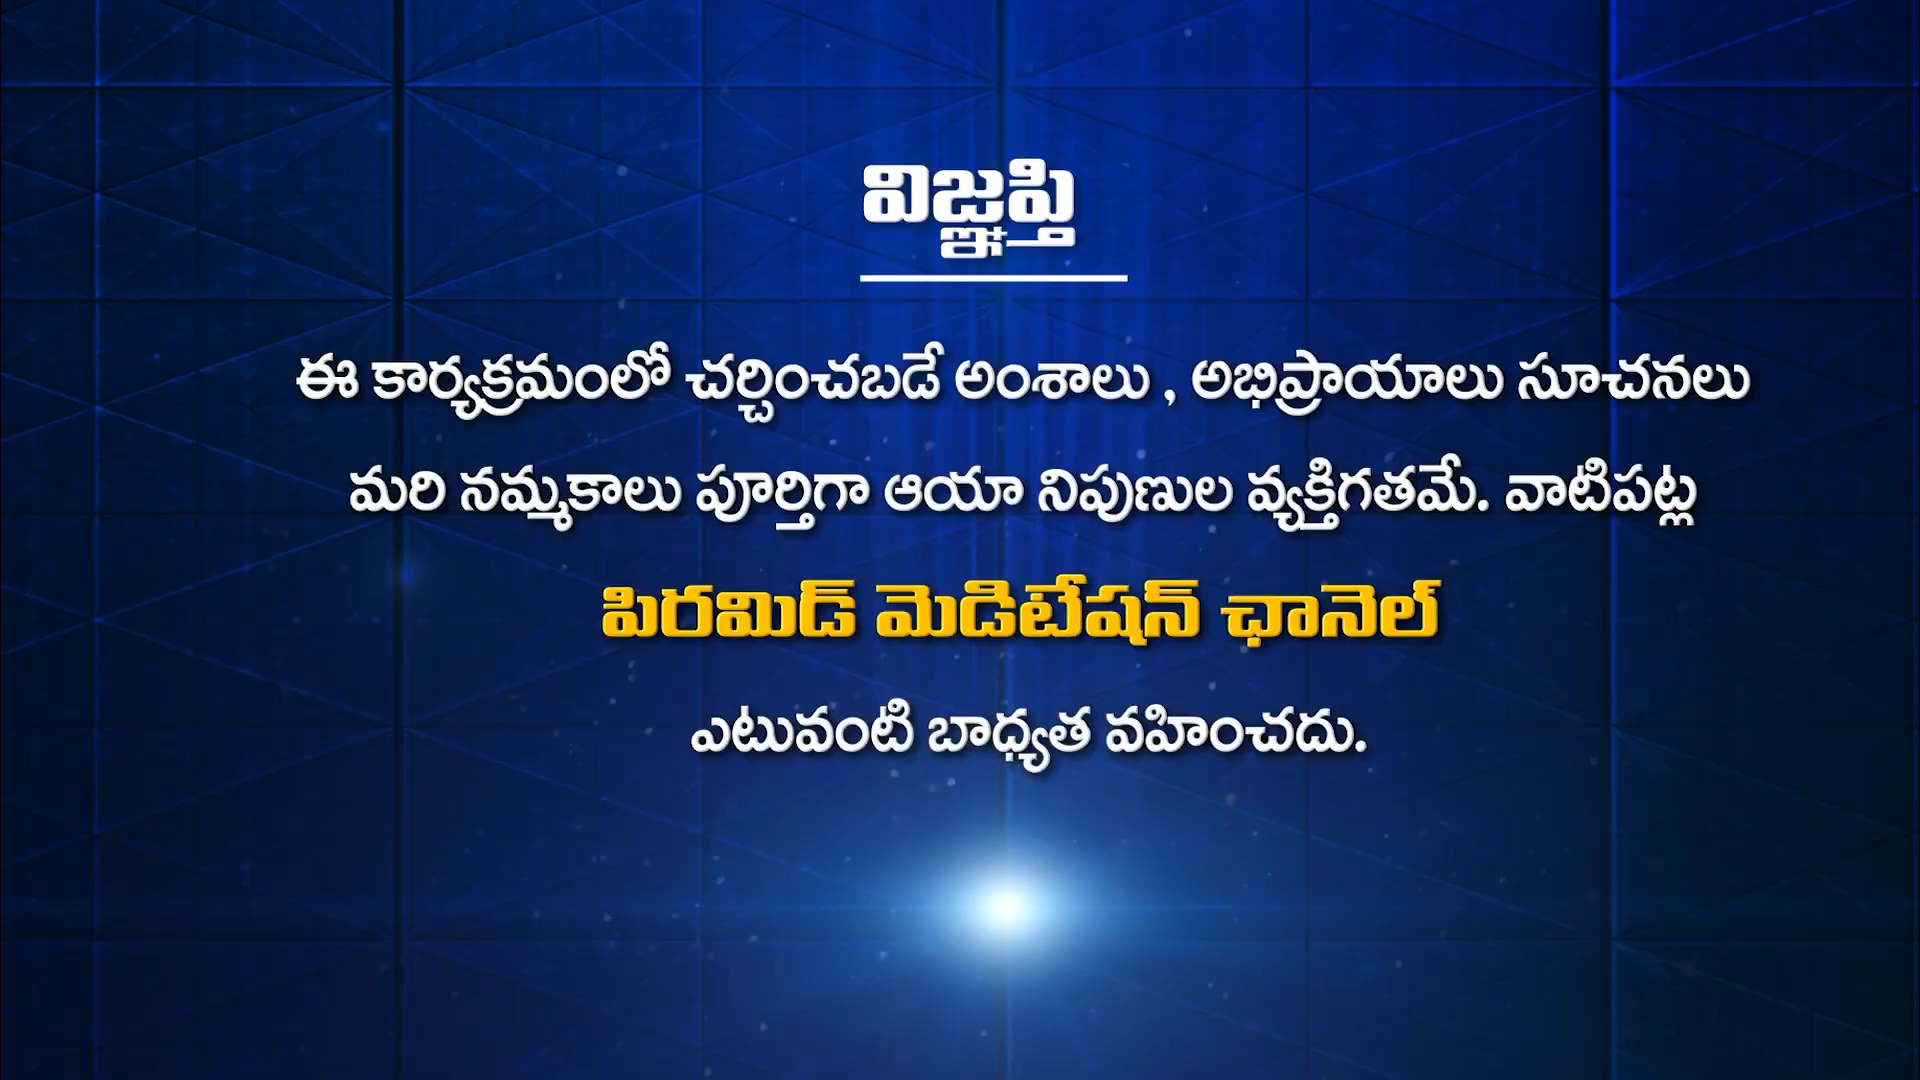 విజ్ఞప్తి
ఈ కార్యక్రమంలో చర్చించబడే అంశాలు , అభిప్రాయాలు సూచనలు
మరి నమ్మకాలు పూర్తిగా ఆయా నిపుణుల వ్యక్తిగతమే. వాటిపట్ల
పిరమిడ్ మెడిటేషన్ ఛానెల్
ఎటువంటి బాధ్యత వహించదు.